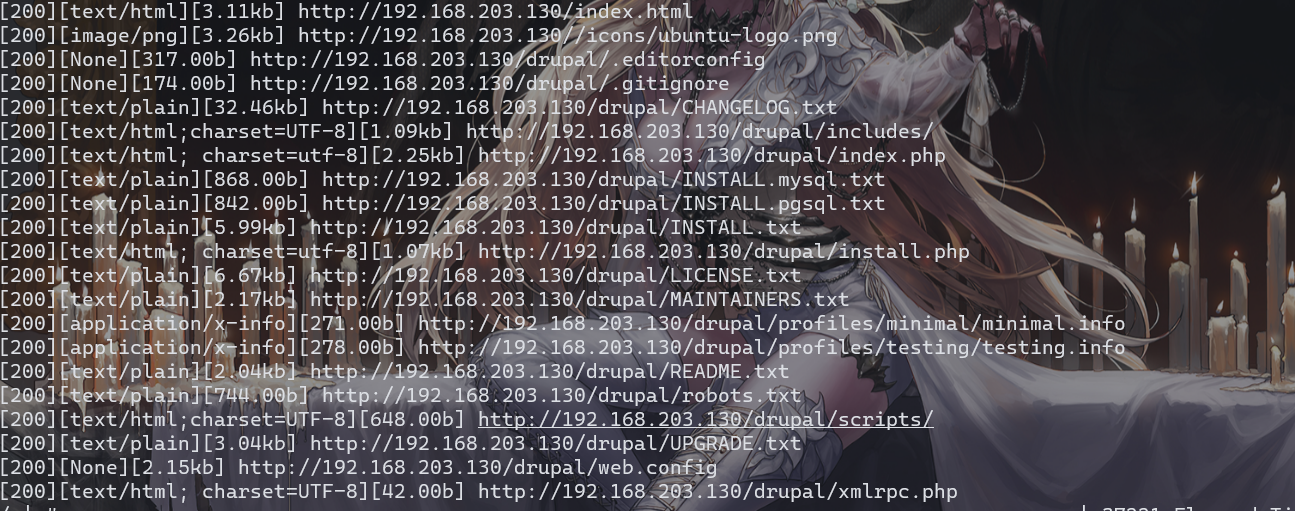 [200][text/html][3.11kb] http://192.168.203.130/index.html
[200][image/png][3.26kb] http://192.168.203.130//icons/ubuntu-logo.png
[200][None][317.00b] http://192.168.203.130/drupal/.editorconfig
[200][None][174.00b] http://192.168.203.130/drupal/.gitignore
[200][text/plain][32.46kb] http://192.168.203.130/drupal/CHANGELOG.txt
[200][text/html;charset=UTF-8][1.09kb] http://192.168.203.130/drupal/includes/
[200][text/html; charset=utf-8][2.25kb] http://192.168.203.130/drupal/index.php
[200][text/plain][868.00b] http://192.168.203.130/drupal/INSTALL.mysql.txt
[200][text/plain][842.00b] http://192.168.203.130/drupal/INSTALL.pgsql.txt
[200][text/plain][5.99kb] http://192.168.203.130/drupal/INSTALL.txt
[200][text/html; charset=utf-8][1.07kb] http://192.168.203.130/drupal/install.php
[200][text/plain][6.67kb] http://192.168.203.130/drupal/LICENSE.txt
[200][text/plain][2.17kb] http://192.168.203.130/drupal/MAINTAINERS.txt
[200][application/x-info][271.00b] http://192.168.203.130/drupal/profiles/minimal/minimal.info
[200][application/x-info][278.00b] http://192.168.203.130/drupal/profiles/testing/testing.info
[200][text/plain][2.04kb] http://192.168.203.130/drupal/README.txt
[200][text/plain][744.00b] http://192.168.203.130/drupal/robots.txt
[200][text/html;charset=UTF-8][648.00b] http://192.168.203.130/drupal/scripts/
[200][text/plain][3.04kb] http://192.168.203.130/drupal/UPGRADE.txt
[200][None][2.15kb] http://192.168.203.130/drupal/web.config
[200][text/html; charset=UTF-8][42.00b] http://192.168.203.130/drupal/xmlrpc.php